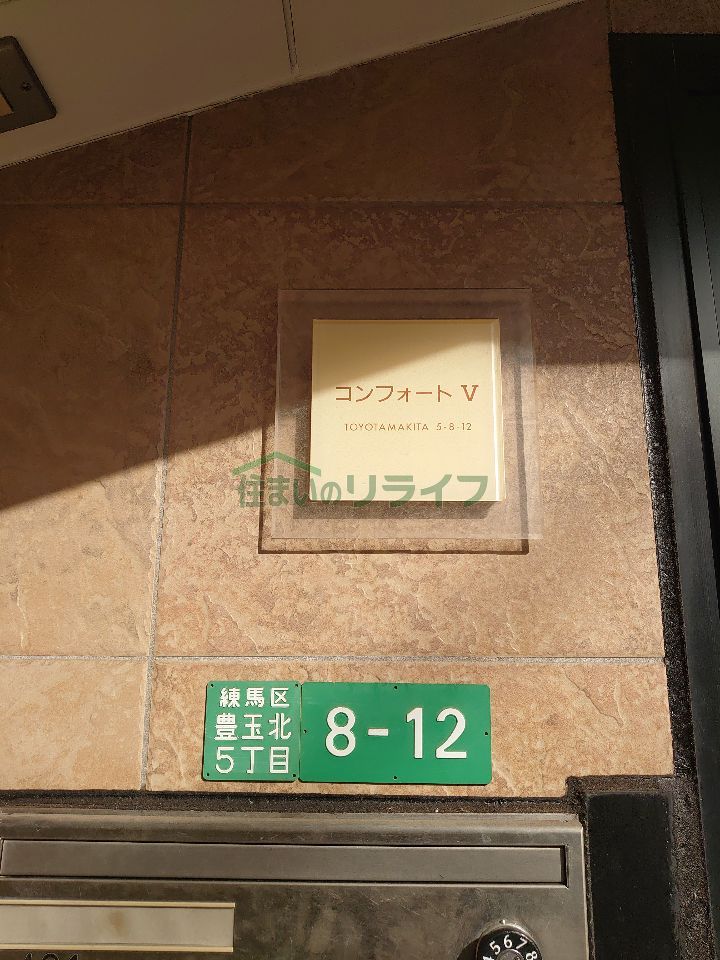 コンフォート V
TOYOTAMAKITA 5-8-12
住まいのリライフ
練馬区
豊玉北
5丁目
8-12
45678